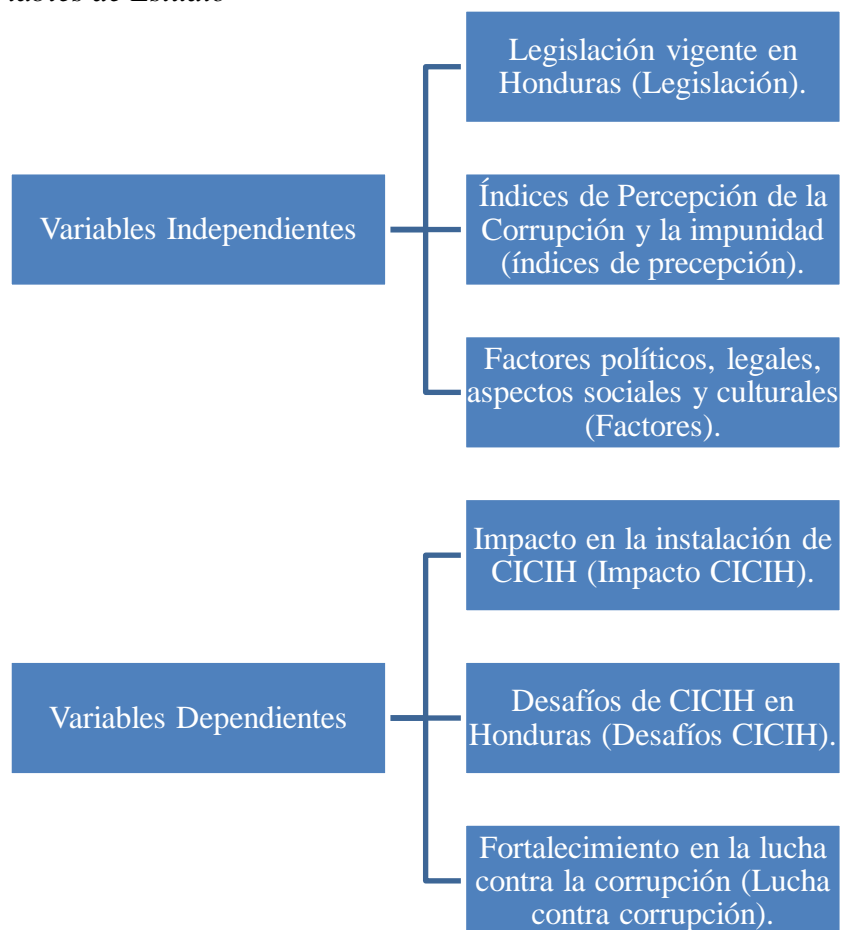 de Estudio
Legislación vigente en
Honduras (Legislación).
Variables Independientes
Índices de Percepción de la
Corrupción y la impunidad
(índices de precepción).
Factores políticos, legales,
aspectos sociales y culturales
(Factores).
Impacto en la instalación de
CICIH (Impacto CICIH).
Variables Dependientes
Desafíos de CICIH en
Honduras (Desafíos CICIH).
Fortalecimiento en la lucha
contra la corrupción (Lucha
contra corrupción).